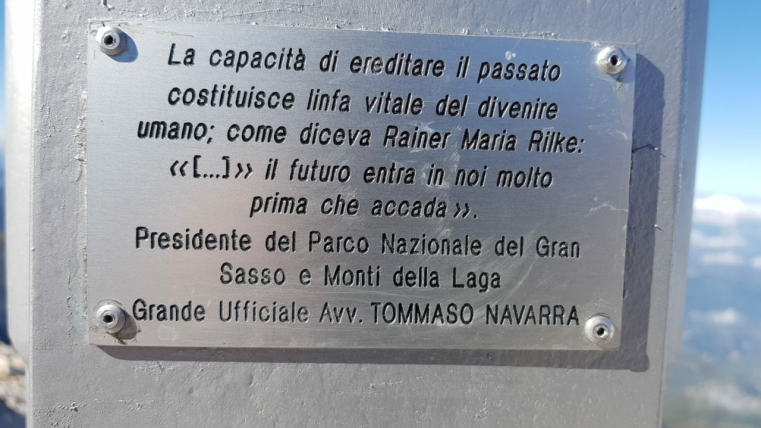 La capacità di ereditare il passato
costituisce linfa vitale del divenire
umano; come diceva Rainer Maria Rilke:
‹‹[...]›› il futuro entra in noi molto
prima che accada››.
Presidente del Parco Nazionale del Gran
Sasso e Monti della Laga
Grande Ufficiale Avv. TOMMASO NAVARRA